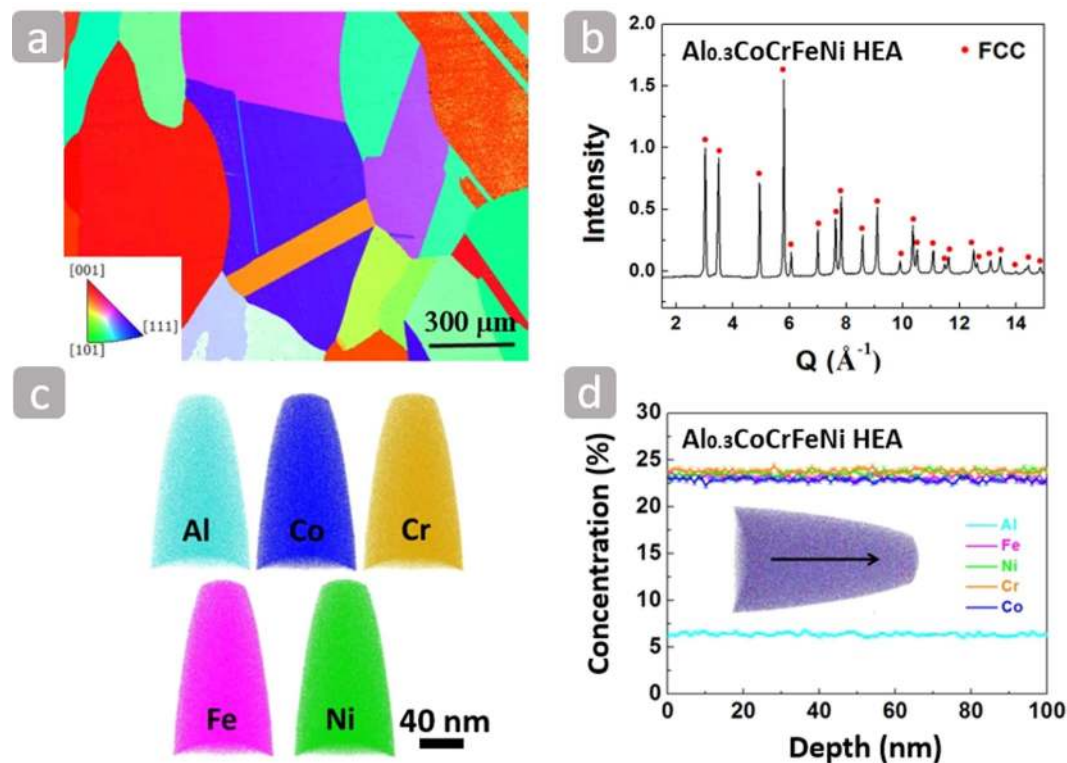 a
[001]
[111]
[101]
300 μm
b
Al0.3CoCrFeNi HEA
FCC
2.0
1.5
1.0
0.5
0.0
Intensity
2 4 6 8 10 12 14
Q (Å-1)
c
Al Co Cr
Fe Ni
40 nm
d
Al0.3CoCrFeNi HEA
30
25
20
15
10
5
0
Concentration (%)
Al
Fe
Ni
Cr
Co
0 20 40 60 80 100
Depth (nm)